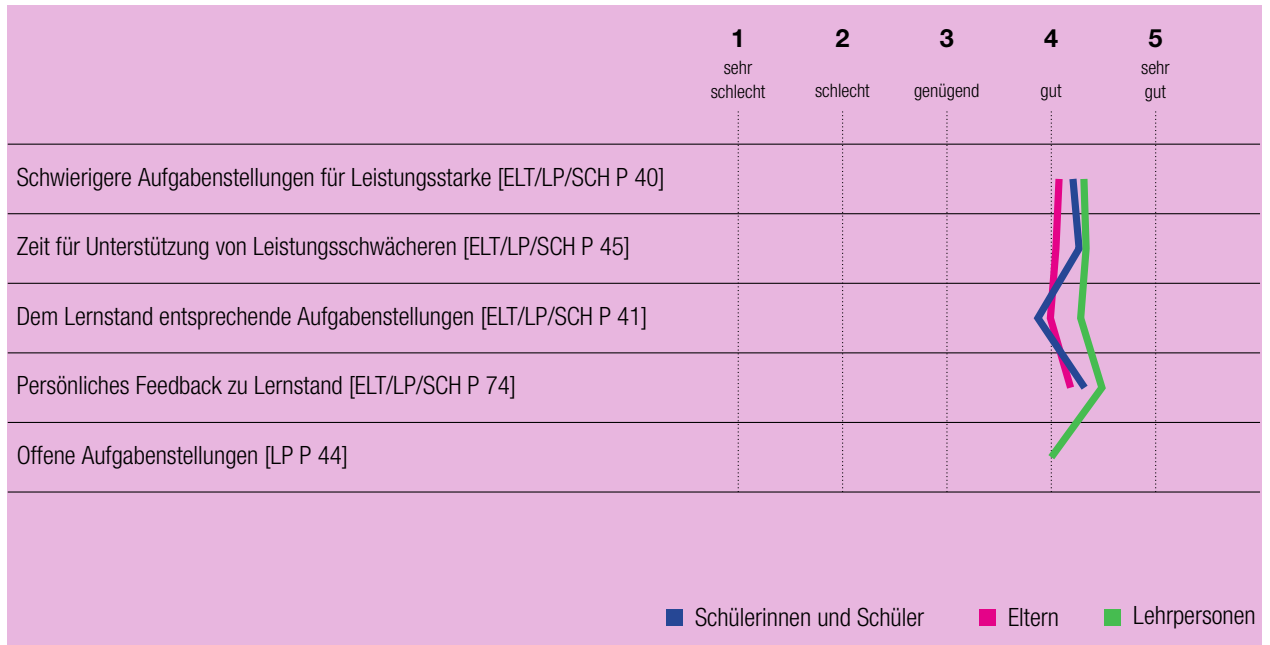 1 2 3 4 5
sehr schlecht schlecht genügend gut sehr gut
Schwierigere Aufgabenstellungen für Leistungsstarke [ELT/LP/SCH P 40]
Zeit für Unterstützung von Leistungsschwächeren [ELT/LP/SCH P 45]
Dem Lernstand entsprechende Aufgabenstellungen [ELT/LP/SCH P 41]
Persönliches Feedback zu Lernstand [ELT/LP/SCH P 74]
Offene Aufgabenstellungen [LP P 44]
Schülerinnen und Schüler Eltern Lehrpersonen